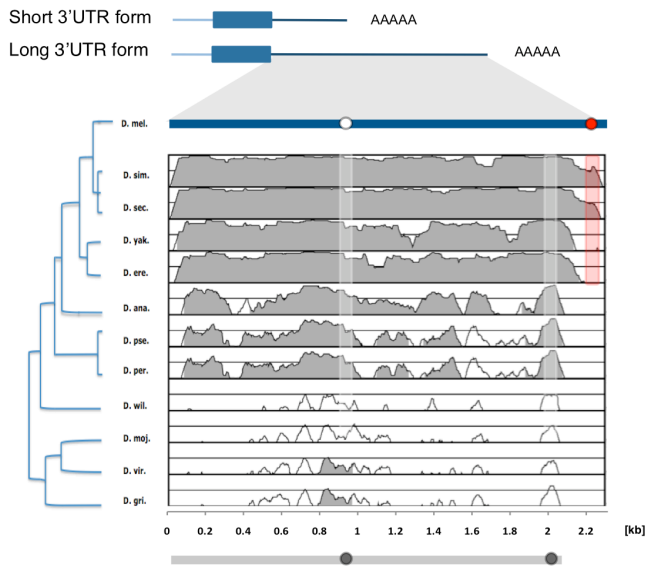 Short 3’UTR form AAAAA
Long 3’UTR form AAAAA
D. mel.
D. sim.
D. sec.
D. yak.
D. ere.
D. ana.
D. pse.
D. per.
D. wil.
D. moj.
D. vir.
D. gri.
0 0.2 0.4 0.6 0.8 1 1.2 1.4 1.6 1.8 2 2.2 [kb]